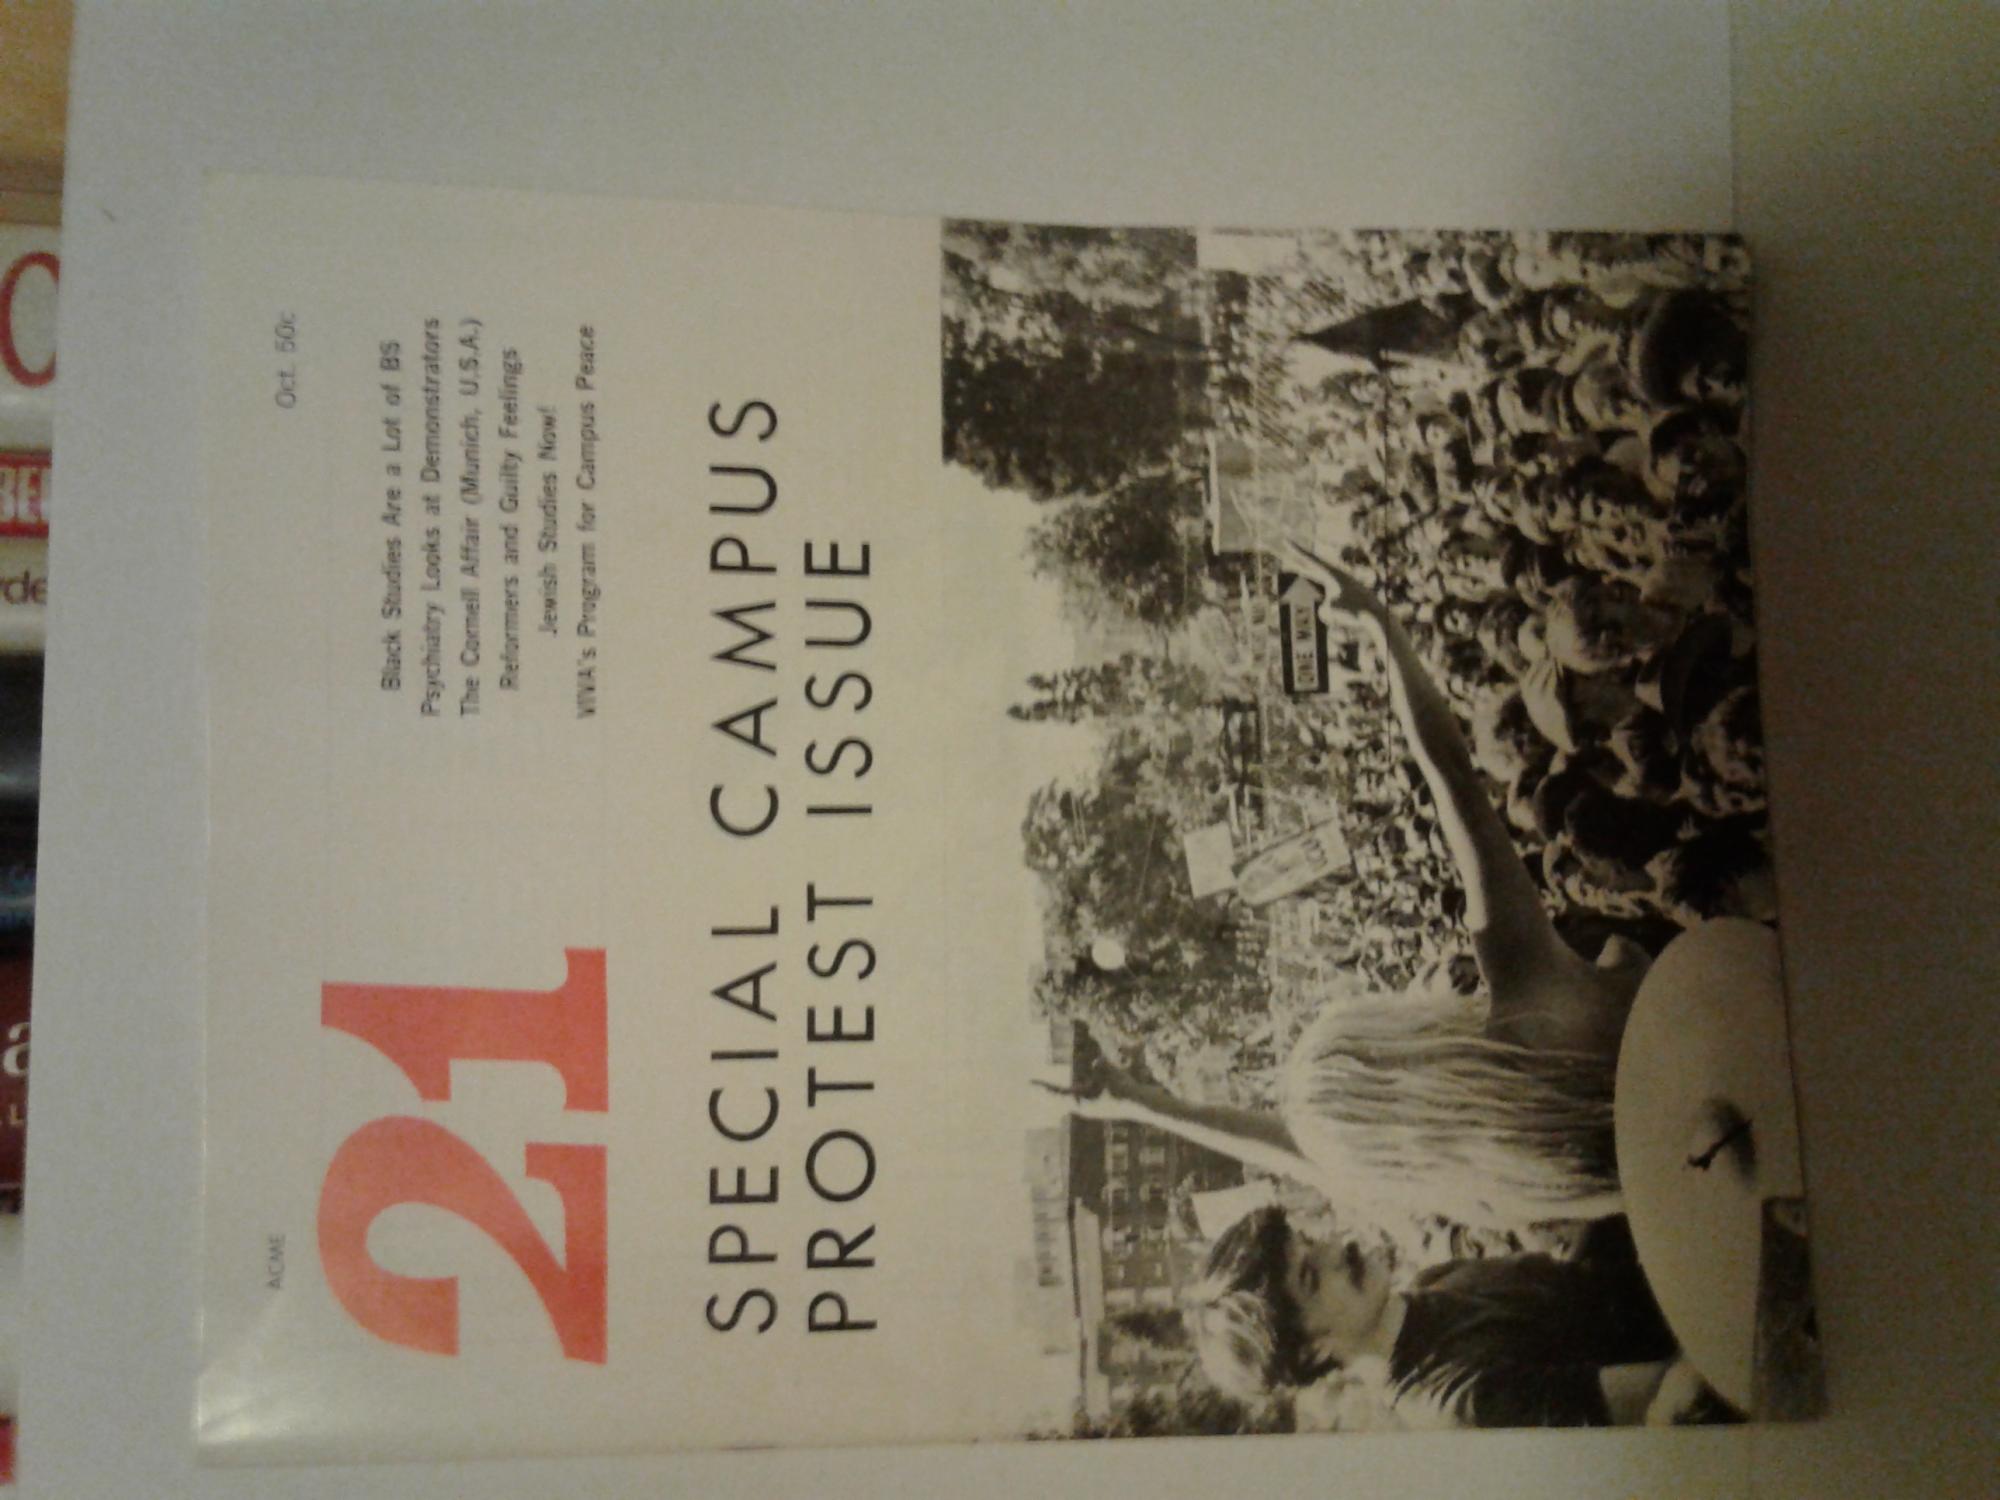 ACME
Oct. 50c
21
Black Studies Are a Lot of BS
Psychiatry Looks at Demonstrators
The Cornell Affair (Munich, U.S.A.)
Reformers and Guilty Feelings
Jewish Studies Now!
VIVA's Program for Campus Peace
SPECIAL CAMPUS
PROTEST ISSUE
ONE WAY